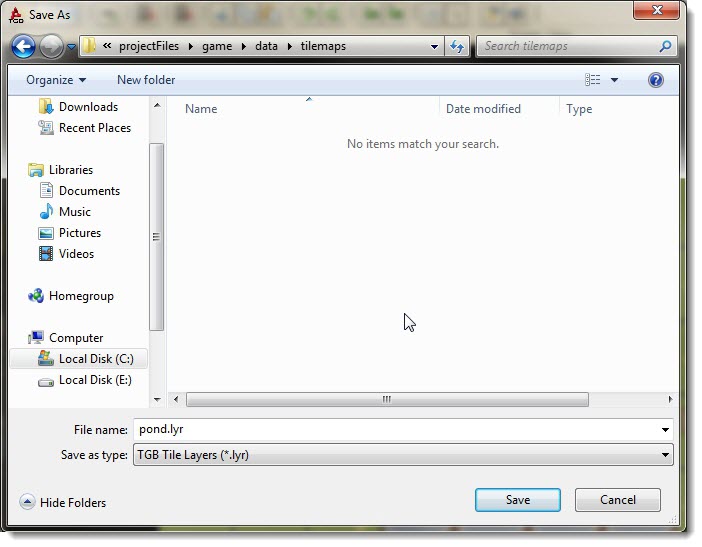 TGB Save As
« projectFiles ▸ game ▸ data ▸ tilemaps Search tilemaps
Organize New folder
Name Date modified Type
No items match your search.
Downloads
Recent Places
Libraries
Documents
Music
Pictures
Videos
Homegroup
Computer
Local Disk (C:)
Local Disk (E:)
File name: pond.lyr
Save as type: TGB Tile Layers (*.lyr)
Hide Folders Save Cancel